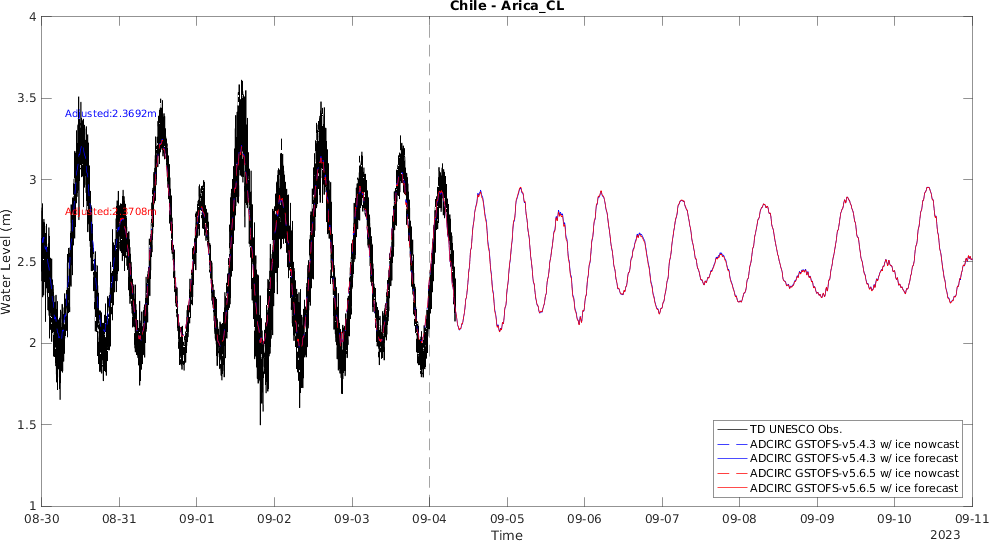 Chile - Arica_CL
4
3.5
3
2.5
2
1.5
1
Water Level (m)
Adjusted:2.3692m
Adjusted:2.3708m
TD UNESCO Obs.
ADCIRC GSTOFS-v5.4.3 w/ ice nowcast
ADCIRC GSTOFS-v5.4.3 w/ ice forecast
ADCIRC GSTOFS-v5.6.5 w/ ice nowcast
ADCIRC GSTOFS-v5.6.5 w/ ice forecast
08-30 08-31 09-01 09-02 09-03 09-04 09-05 09-06 09-07 09-08 09-09 09-10 09-11
Time
2023